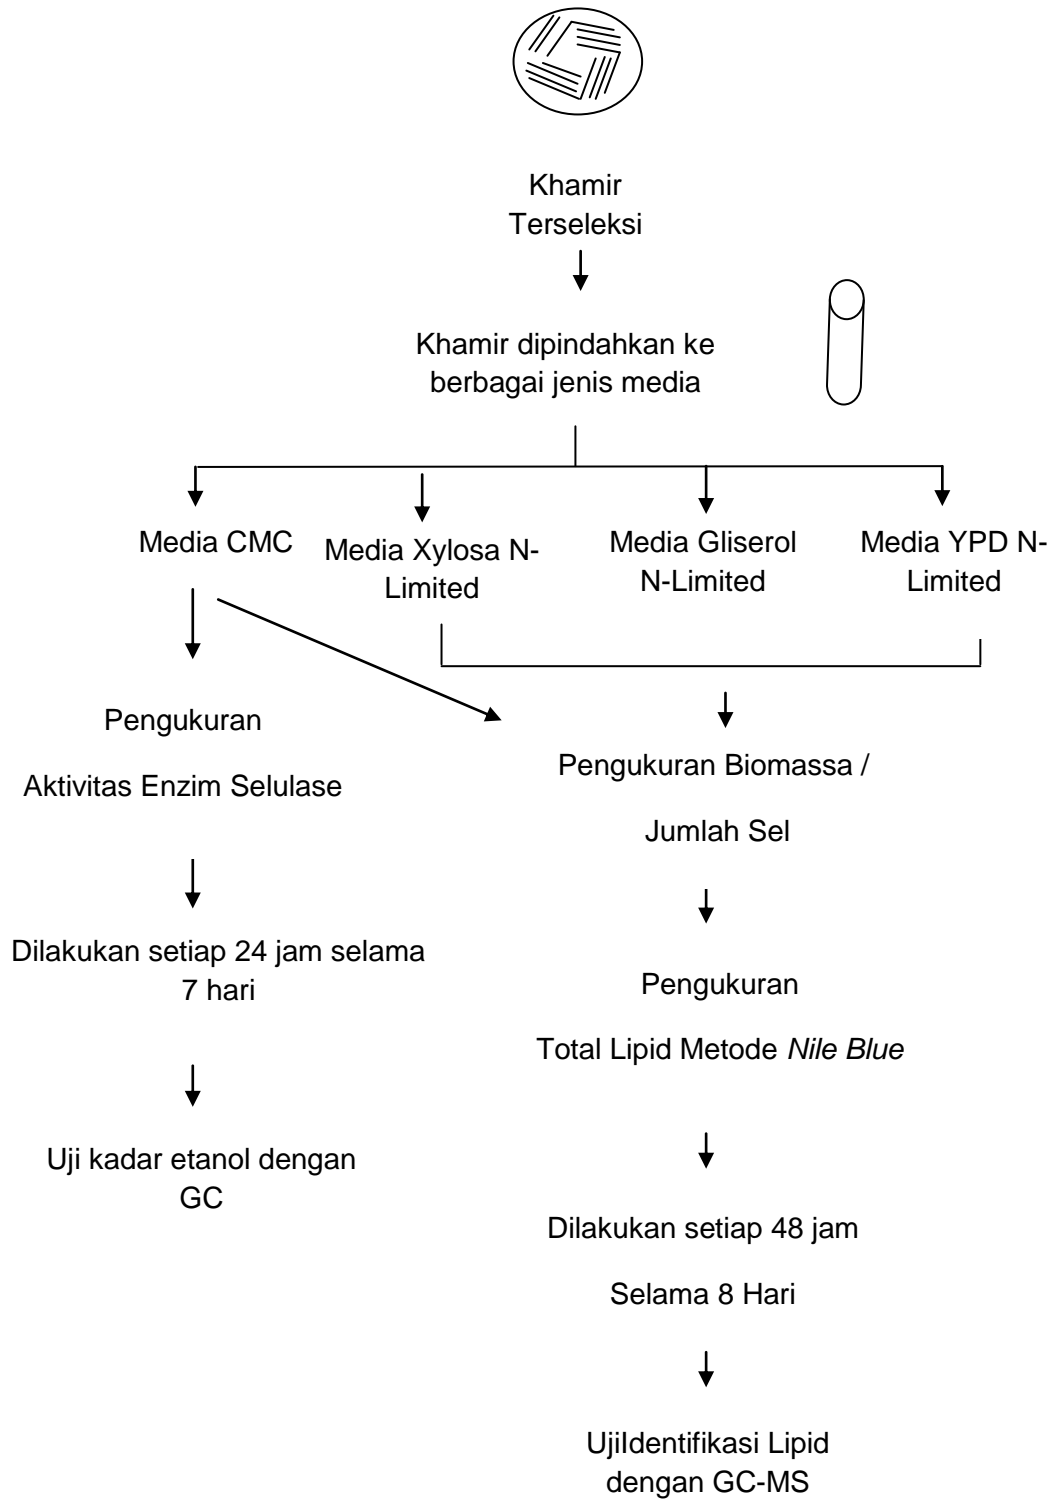 Khamir
Terseleksi
Khamir dipindahkan ke
berbagai jenis media
Media CMC
Media Xylosa N-
Limited
Media Gliserol
N-Limited
Media YPD N-
Limited
Pengukuran
Aktivitas Enzim Selulase
Dilakukan setiap 24 jam selama
7 hari
Uji kadar etanol dengan
GC
Pengukuran Biomassa /
Jumlah Sel
Pengukuran
Total Lipid Metode Nile Blue
Dilakukan setiap 48 jam
Selama 8 Hari
UjiIdentifikasi Lipid
dengan GC-MS